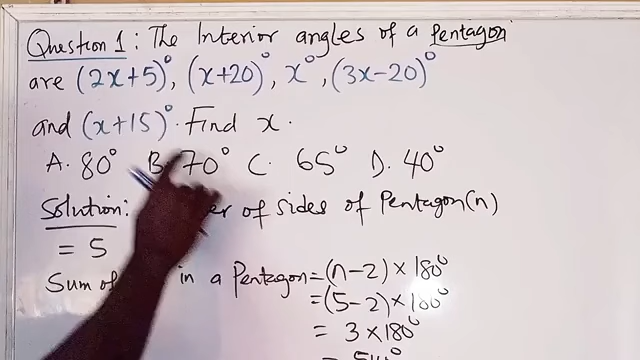 Question 1: The Interior angles of a pentagon
are (2x+5)°, (x+20)°, x°, (3x-20)°
and (x+15)°. Find x.
A. 80° B. 70° C. 65° D. 40°
Solution: of sides of Pentagon(n)
= 5
Sum of in a Pentagon = (n-2) × 180°
= (5-2) × 180°
= 3 × 180°